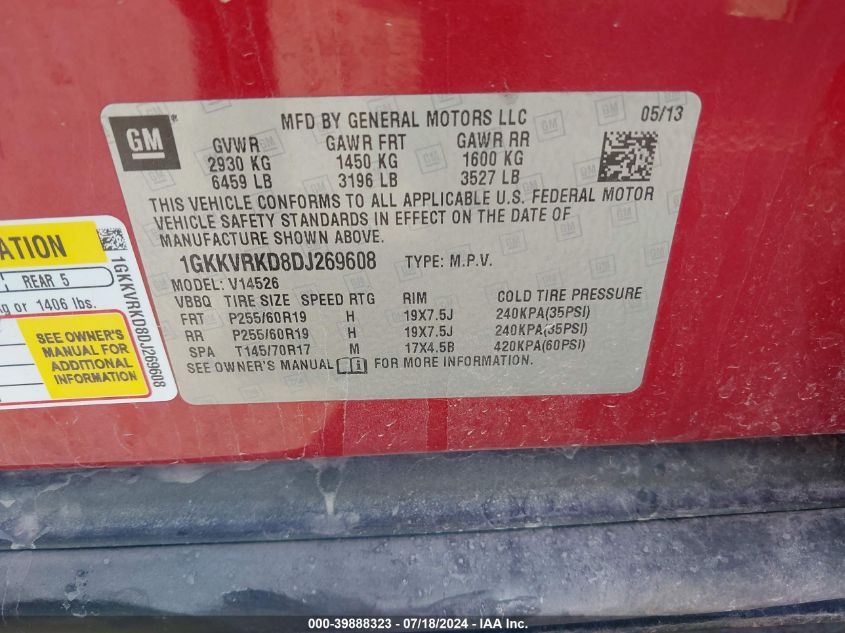 GM
MFD BY GENERAL MOTORS LLC 05/13
GVWR GAWR FRT GAWR RR
2930 KG 1450 KG 1600 KG
6459 LB 3196 LB 3527 LB
THIS VEHICLE CONFORMS TO ALL APPLICABLE U.S. FEDERAL MOTOR
VEHICLE SAFETY STANDARDS IN EFFECT ON THE DATE OF
MANUFACTURE SHOWN ABOVE.
1GKKVRKD8DJ269608 TYPE: M.P.V.
MODEL: V14526
VBBQ TIRE SIZE SPEED RTG RIM COLD TIRE PRESSURE
FRT P255/60R19 H 19X7.5J 240KPA(35PSI)
RR P255/60R19 H 19X7.5J 240KPA(35PSI)
SPA T145/70R17 M 17X4.5B 420KPA(60PSI)
SEE OWNER'S MANUAL FOR MORE INFORMATION.
ATION
REAR 5
kg or 1406 lbs.
SEE OWNER'S
MANUAL FOR
ADDITIONAL
INFORMATION
1GKKVRKD8DJ269608
000-39888323 - 07/18/2024 - IAA Inc.